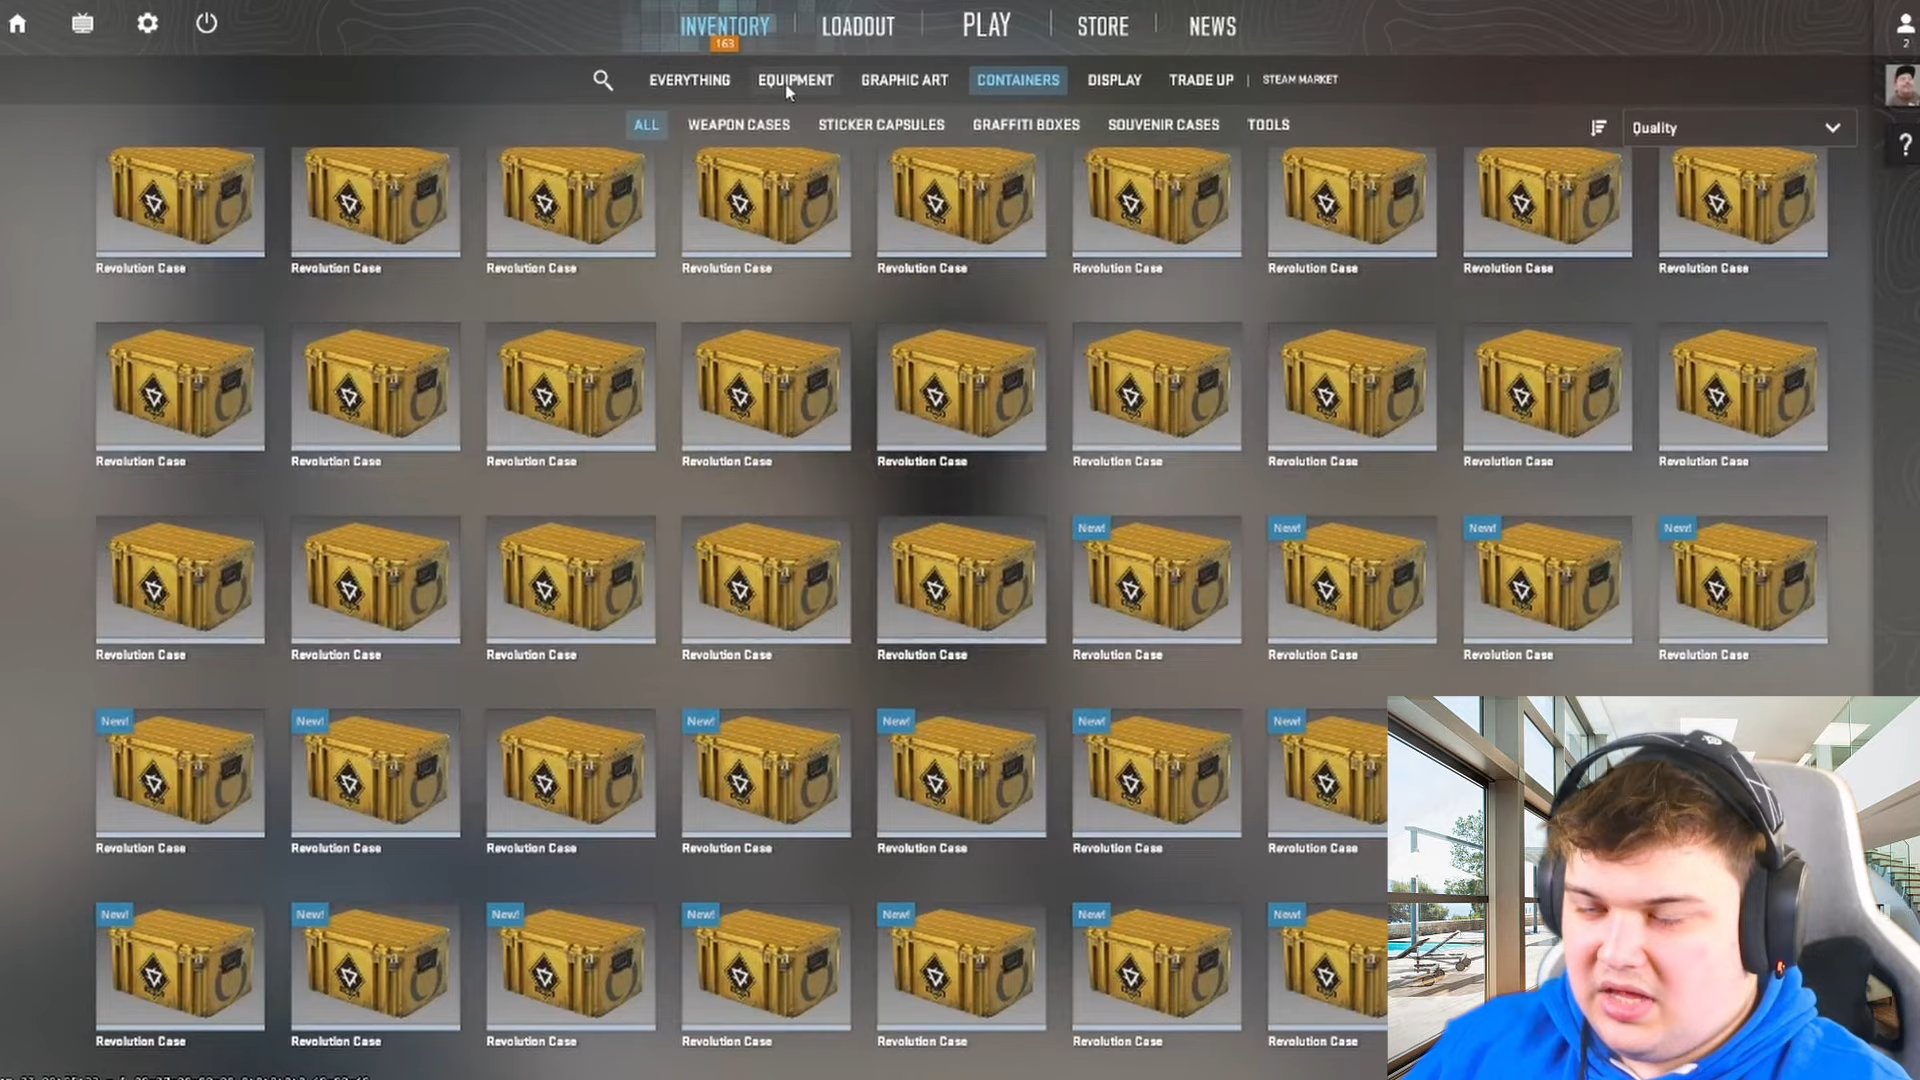 INVENTORY LOADOUT PLAY STORE NEWS
163
2
EVERYTHING EQUIPMENT GRAPHIC ART CONTAINERS DISPLAY TRADE UP | STEAM MARKET
ALL WEAPON CASES STICKER CAPSULES GRAFFITI BOXES SOUVENIR CASES TOOLS Quality
?
Revolution Case Revolution Case Revolution Case Revolution Case Revolution Case Revolution Case Revolution Case Revolution Case Revolution Case
Revolution Case Revolution Case Revolution Case Revolution Case Revolution Case Revolution Case Revolution Case Revolution Case Revolution Case
New! New! New! New!
Revolution Case Revolution Case Revolution Case Revolution Case Revolution Case Revolution Case Revolution Case Revolution Case Revolution Case
New! New! New! New! New! New!
Revolution Case Revolution Case Revolution Case Revolution Case Revolution Case Revolution Case Revolution Case
New! New! New! New! New! New! New!
Revolution Case Revolution Case Revolution Case Revolution Case Revolution Case Revolution Case Revolution Case